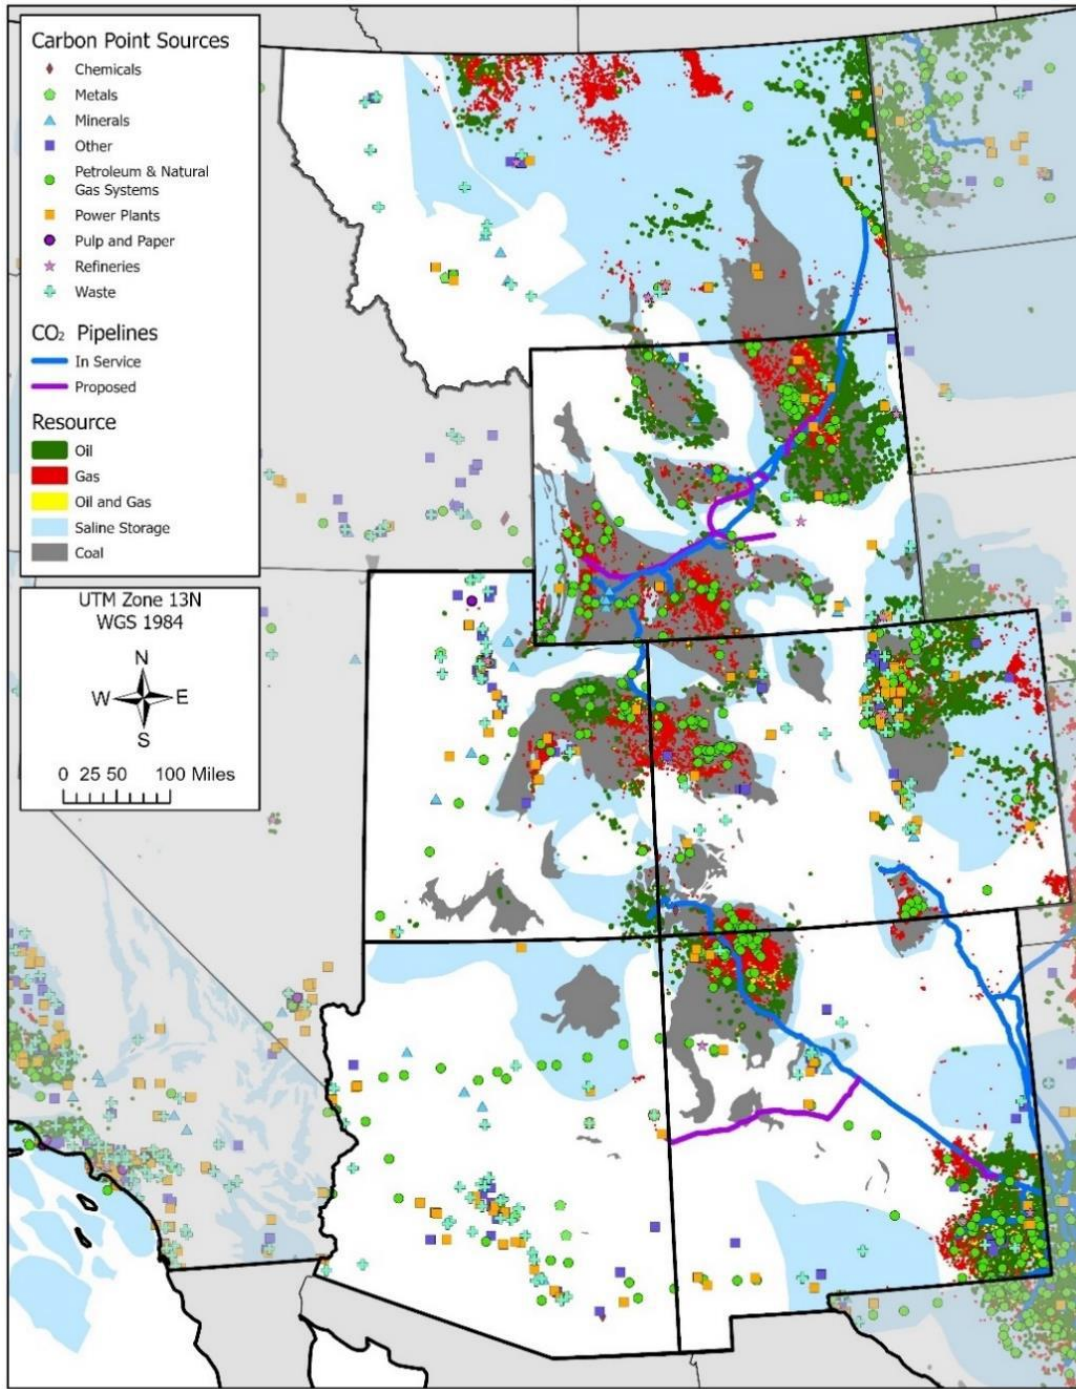 Carbon Point Sources
Chemicals
Metals
Minerals
Other
Petroleum & Natural
Gas Systems
Power Plants
Pulp and Paper
Refineries
Waste
CO₂ Pipelines
In Service
Proposed
Resource
Oil
Gas
Oil and Gas
Saline Storage
Coal
UTM Zone 13N
WGS 1984
N
W E
S
0 25 50 100 Miles